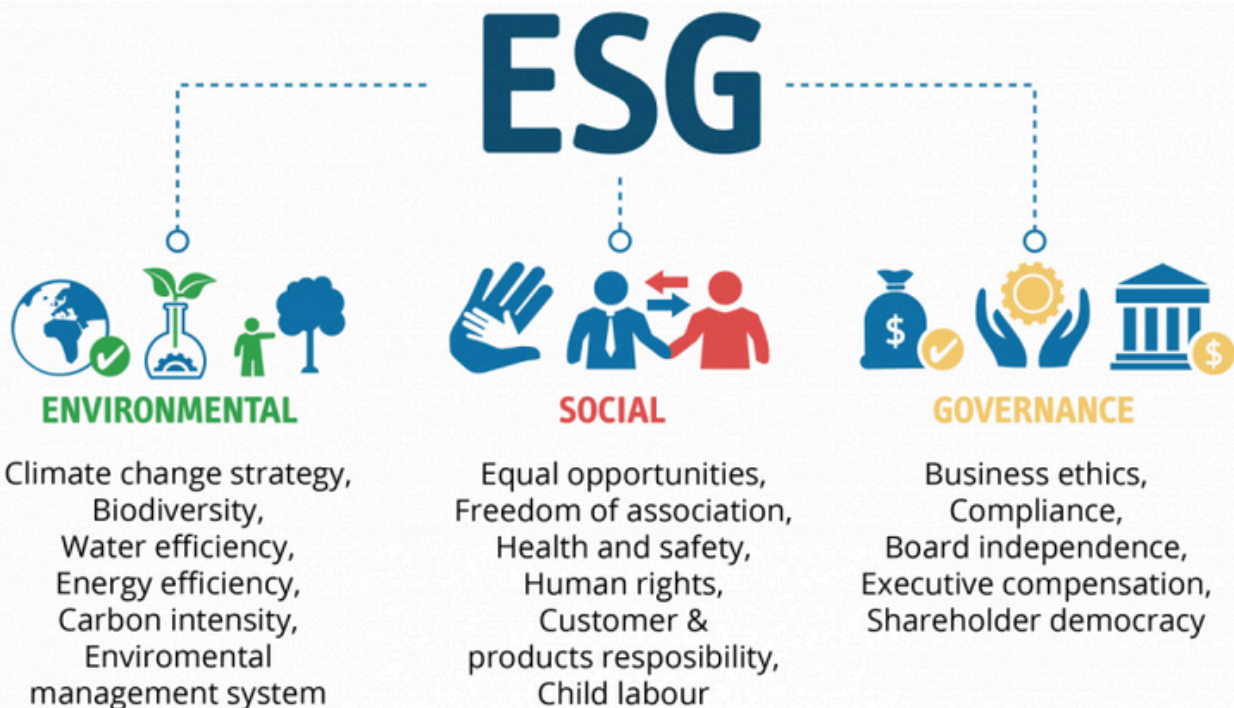 ESG
ENVIRONMENTAL
Climate change strategy,
Biodiversity,
Water efficiency,
Energy efficiency,
Carbon intensity,
Enviromental
management system
SOCIAL
Equal opportunities,
Freedom of association,
Health and safety,
Human rights,
Customer &
products resposibility,
Child labour
$
$
GOVERNANCE
Business ethics,
Compliance,
Board independence,
Executive compensation,
Shareholder democracy